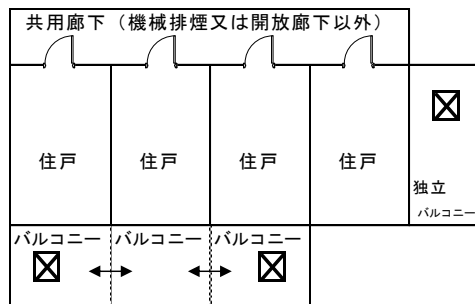 共用廊下（機械排煙又は開放廊下以外）
住戸 住戸 住戸 住戸
独立
バルコニー
バルコニー バルコニー バルコニー